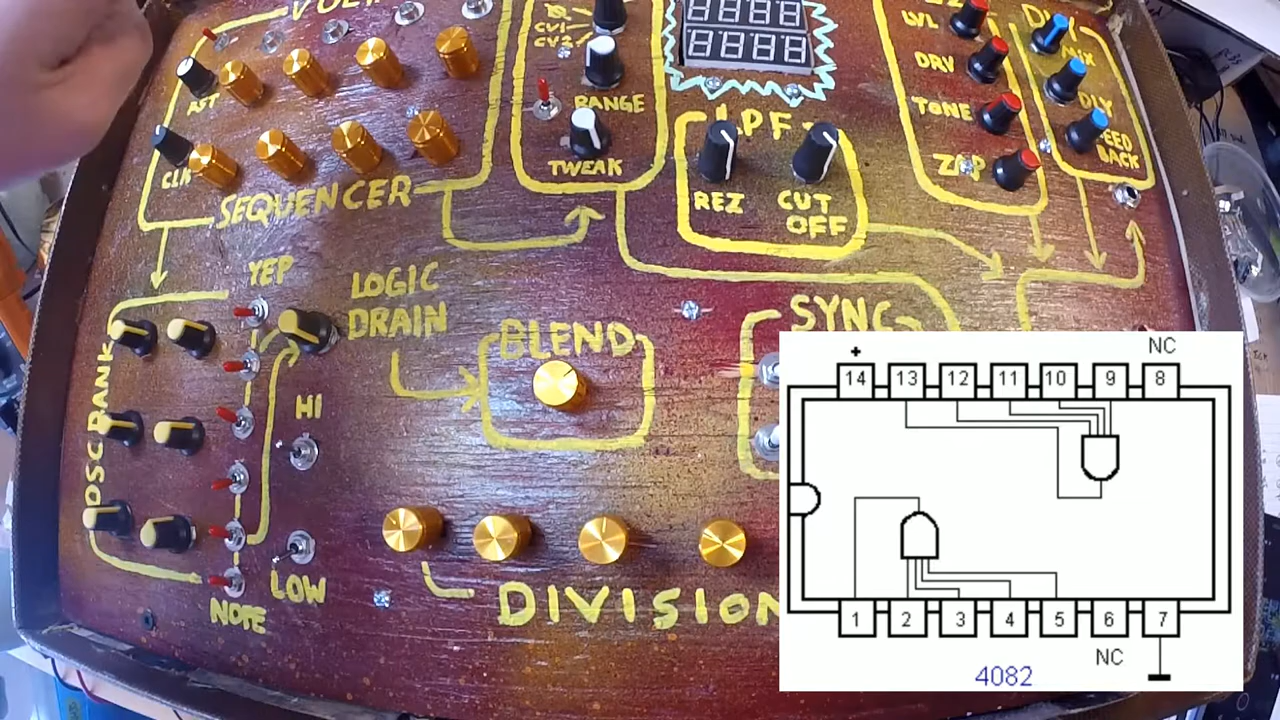 CV1
CV2
RANGE
TWEAK
8888
8888
LVL
DRV
TONE
ZAP
MIX
DLY
FEED
BACK
RST
CLK
SEQUENCER
LPF
REZ
CUT
OFF
YEP
LOGIC
DRAIN
BLEND
SYNC
OSC BANK
HI
LOW
NOTE
DIVISION
+
NC
14 13 12 11 10 9 8
1 2 3 4 5 6 7
NC
4082